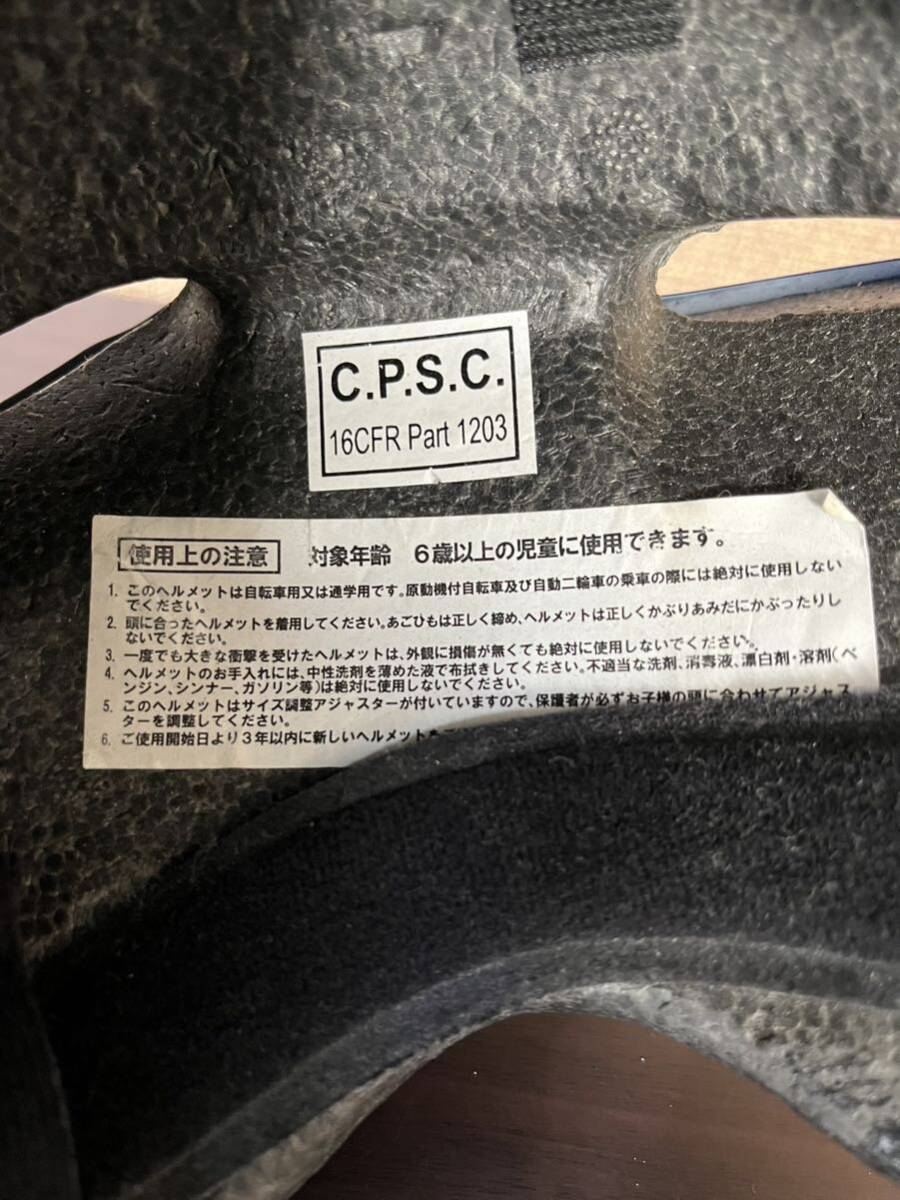 C.P.S.C.
16CFR Part 1203
使用上の注意 対象年齢 6歳以上の児童に使用できます。
1. このヘルメットは自転車用又は通学用です。原動機付自転車及び自動二輪車の乗車の際には絶対に使用しない
でください。
2. 頭に合ったヘルメットを着用してください。あごひもは正しく締め、ヘルメットは正しくかぶりあみだにかぶったりし
ないでください。
3. 一度でも大きな衝撃を受けたヘルメットは、外観に損傷が無くても絶対に使用しないでください。
4. ヘルメットのお手入れには、中性洗剤を薄めた液で布拭きしてください。不適当な洗剤、消毒液、漂白剤・溶剤(ベ
ンジン、シンナー、ガソリン等)は絶対に使用しないでください。
5. このヘルメットはサイズ調整アジャスターが付いていますので、保護者が必ずお子様の頭に合わせてアジャス
ターを調整してください。
6. ご使用開始日より3年以内に新しいヘルメットを